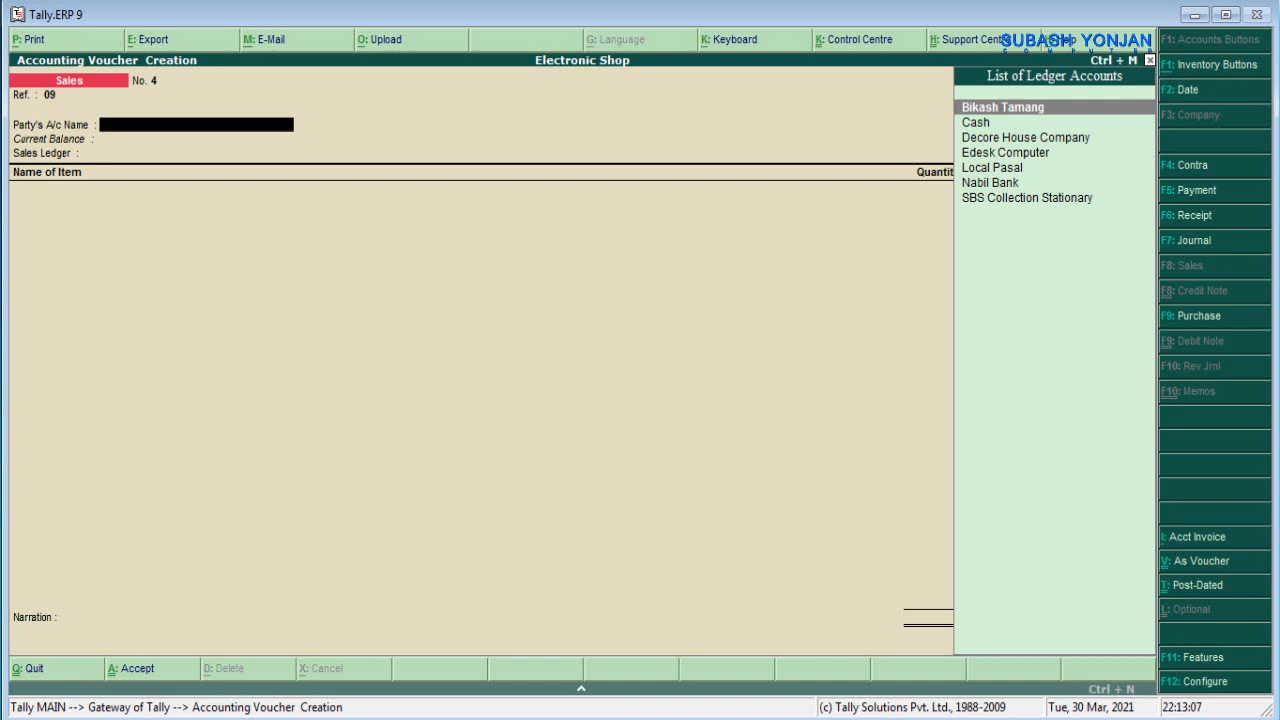 Tally.ERP 9
P: Print
E: Export
M: E-Mail
O: Upload
G: Language
K: Keyboard
K: Control Centre
H: Support Cent
SUBASH YONJAN
COMPUTER
Accounting Voucher Creation
Electronic Shop
Ctrl + M
Sales
No. 4
Ref. : 09
Party's A/c Name :
Current Balance :
Sales Ledger :
Name of Item
Quantit
Narration :
List of Ledger Accounts
Bikash Tamang
Cash
Decore House Company
Edesk Computer
Local Pasal
Nabil Bank
SBS Collection Stationary
F1: Accounts Buttons
F1: Inventory Buttons
F2: Date
F3: Company
F4: Contra
F5: Payment
F6: Receipt
F7: Journal
F8: Sales
F8: Credit Note
F9: Purchase
F9: Debit Note
F10: Rev Jrnl
F10: Memos
I: Acct Invoice
V: As Voucher
T: Post-Dated
L: Optional
F11: Features
F12: Configure
Q: Quit
A: Accept
D: Delete
X: Cancel
Ctrl + N
Tally MAIN --> Gateway of Tally --> Accounting Voucher Creation
(c) Tally Solutions Pvt. Ltd., 1988-2009
Tue, 30 Mar, 2021
22:13:07